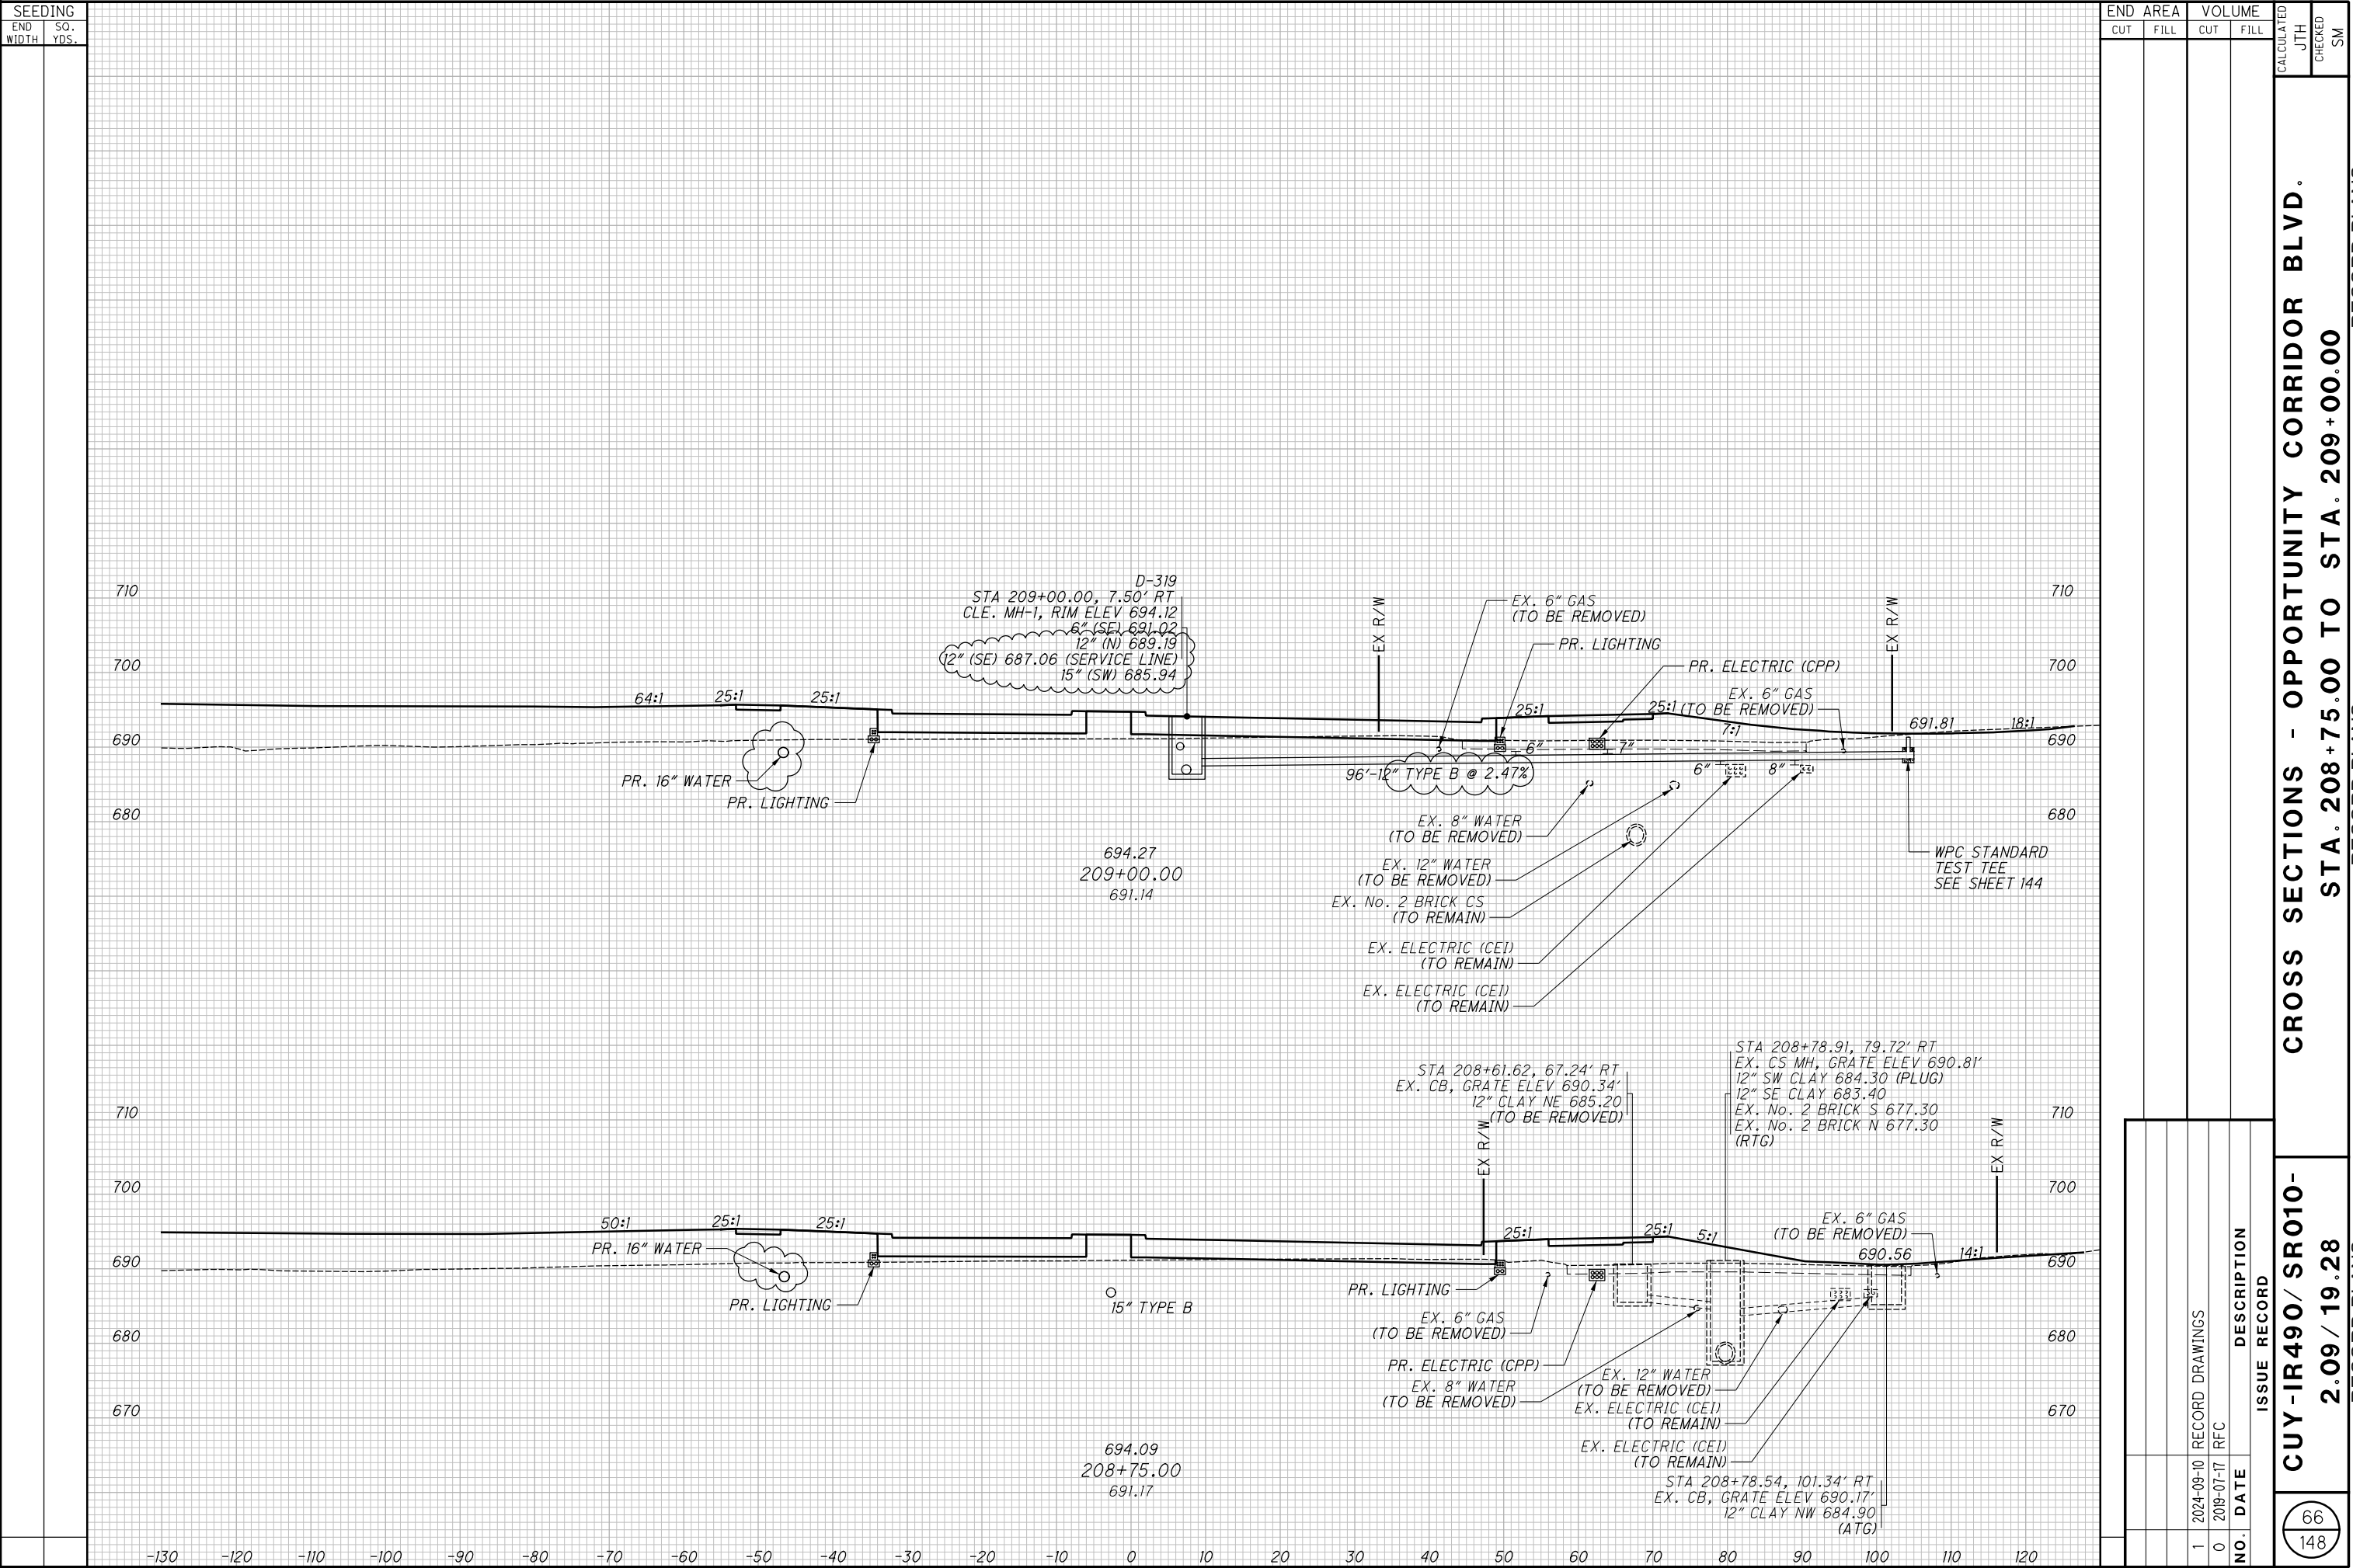 SEEDING
END WIDTH
SQ. YDS.
END AREA
VOLUME
CUT
FILL
CUT
FILL
CALCULATED
JTH
CHECKED
SM
CROSS SECTIONS - OPPORTUNITY CORRIDOR BLVD.
STA. 208+75.00 TO STA. 209+00.00
CUY-IR490/SR010-
2.09/19.28
66
148
NO.
DATE
DESCRIPTION
ISSUE RECORD
1 2024-09-10 RECORD DRAWINGS
0 2019-07-17 RFC
710
700
690
680
710
700
690
680
D-319
STA 209+00.00, 7.50' RT
CLE. MH-1, RIM ELEV 694.12
6" (SE) 691.02
12" (N) 689.19
12" (SE) 687.06 (SERVICE LINE)
15" (SW) 685.94
64:1
25:1
25:1
PR. 16" WATER
PR. LIGHTING
EX R/W
EX. 6" GAS
(TO BE REMOVED)
PR. LIGHTING
PR. ELECTRIC (CPP)
EX. 6" GAS
(TO BE REMOVED)
EX R/W
25:1
25:1
7:1
691.81
18:1
6"
7"
6"
8"
96'-12" TYPE B @ 2.47%
EX. 8" WATER
(TO BE REMOVED)
EX. 12" WATER
(TO BE REMOVED)
EX. No. 2 BRICK CS
(TO REMAIN)
EX. ELECTRIC (CEI)
(TO REMAIN)
EX. ELECTRIC (CEI)
(TO REMAIN)
WPC STANDARD
TEST TEE
SEE SHEET 144
694.27
209+00.00
691.14
710
700
690
680
670
710
700
690
680
670
STA 208+61.62, 67.24' RT
EX. CB, GRATE ELEV 690.34'
12" CLAY NE 685.20
(TO BE REMOVED)
STA 208+78.91, 79.72' RT
EX. CS MH, GRATE ELEV 690.81'
12" SW CLAY 684.30 (PLUG)
12" SE CLAY 683.40
EX. No. 2 BRICK S 677.30
EX. No. 2 BRICK N 677.30
(RTG)
EX R/W
EX R/W
50:1
25:1
25:1
PR. 16" WATER
PR. LIGHTING
15" TYPE B
25:1
25:1
5:1
EX. 6" GAS
(TO BE REMOVED)
690.56
14:1
PR. LIGHTING
EX. 6" GAS
(TO BE REMOVED)
PR. ELECTRIC (CPP)
EX. 8" WATER
(TO BE REMOVED)
EX. 12" WATER
(TO BE REMOVED)
EX. ELECTRIC (CEI)
(TO REMAIN)
EX. ELECTRIC (CEI)
(TO REMAIN)
STA 208+78.54, 101.34' RT
EX. CB, GRATE ELEV 690.17'
12" CLAY NW 684.90
(ATG)
694.09
208+75.00
691.17
-130 -120 -110 -100 -90 -80 -70 -60 -50 -40 -30 -20 -10 0 10 20 30 40 50 60 70 80 90 100 110 120